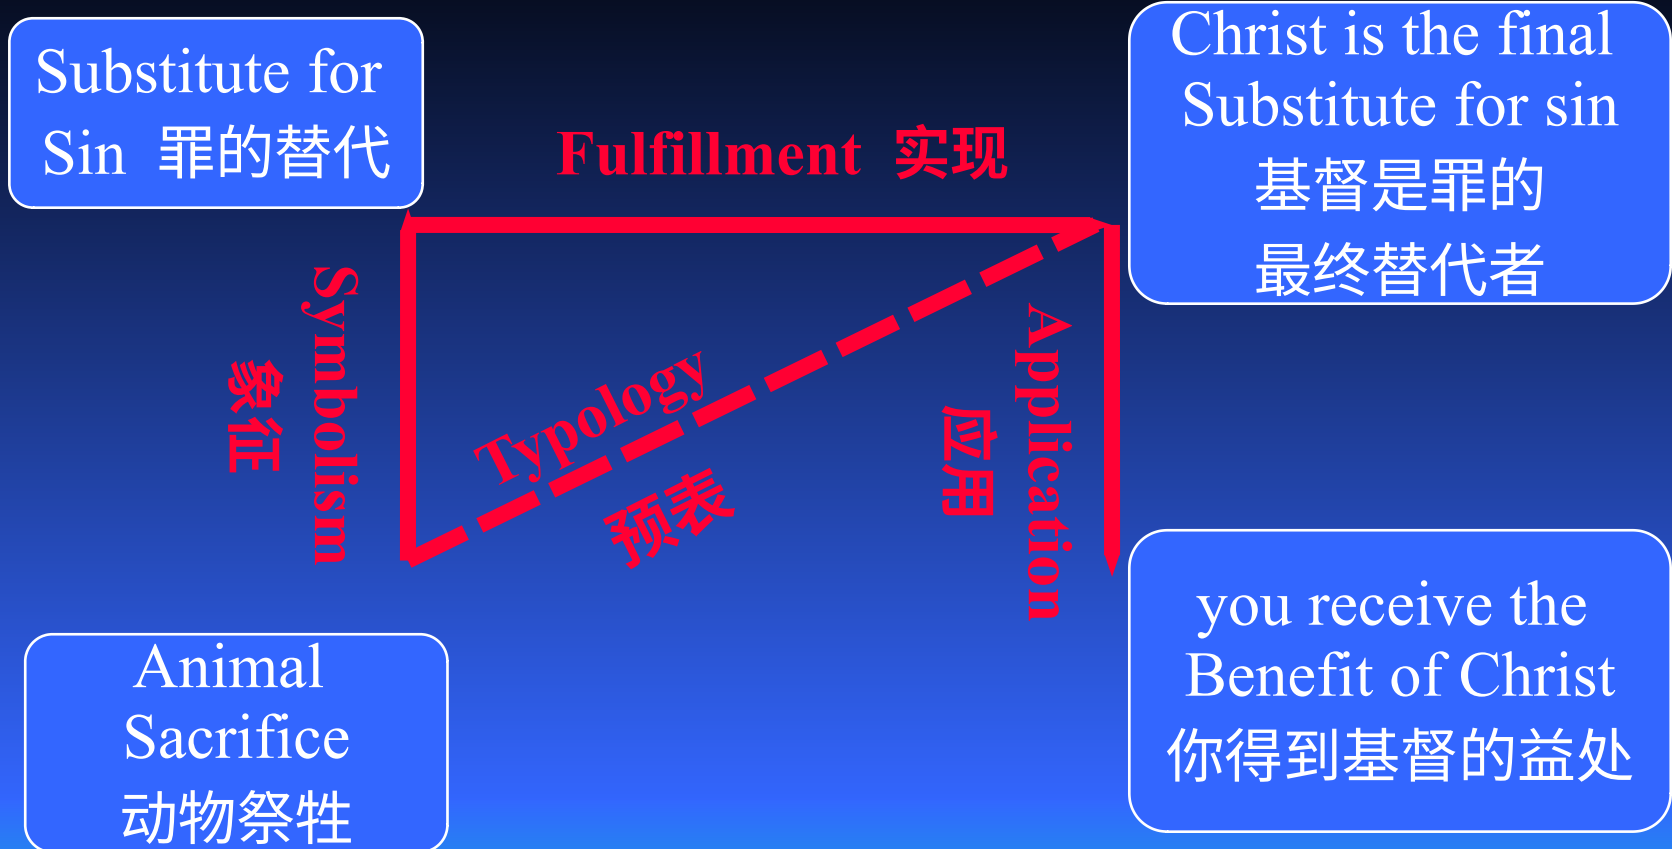 Substitute for
Sin 罪的替代
Fulfillment 实现
Christ is the final
Substitute for sin
基督是罪的
最终替代者
Symbolism
象征
Typology
预表
Application
应用
Animal
Sacrifice
动物祭牲
you receive the
Benefit of Christ
你得到基督的益处